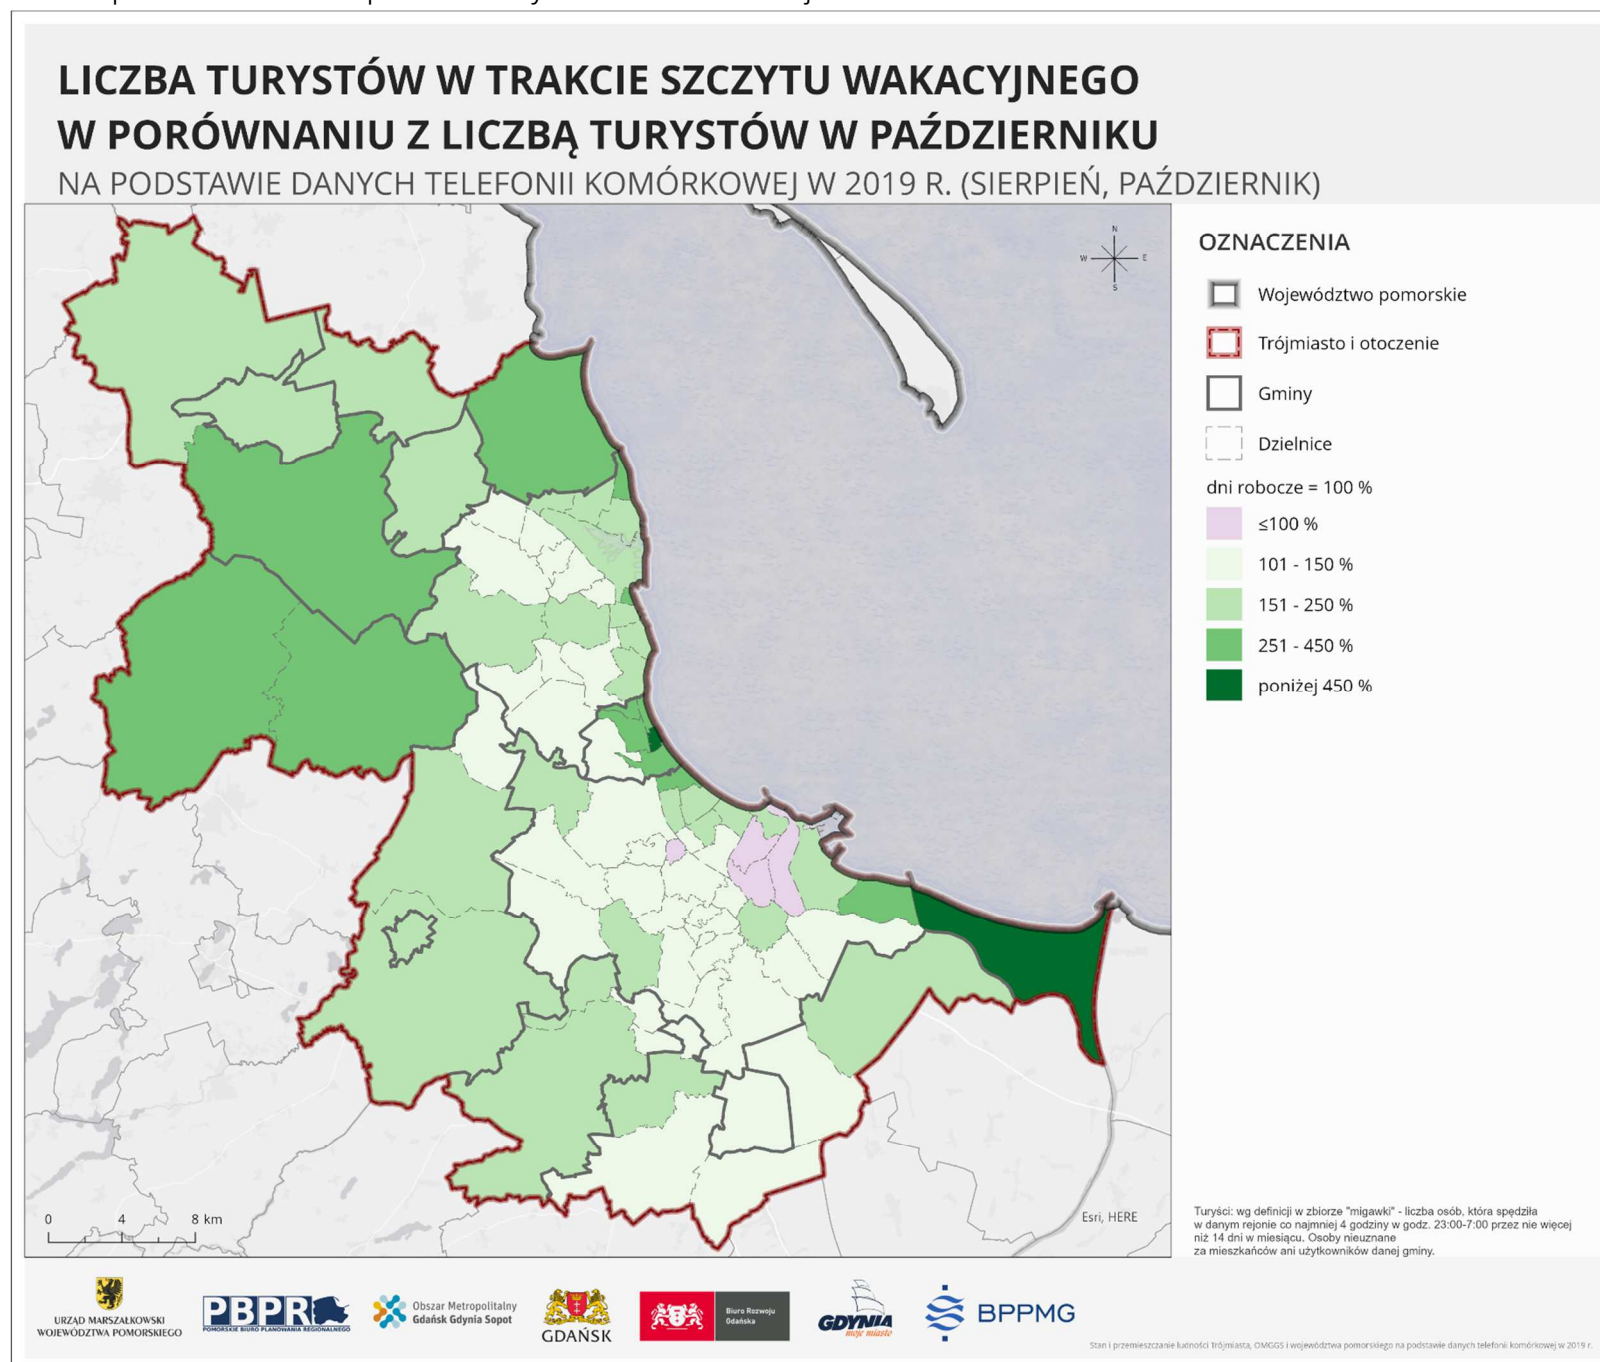 LICZBA TURYSTÓW W TRAKCIE SZCZYTU WAKACYJNEGO
W PORÓWNANIU Z LICZBĄ TURYSTÓW W PAŹDZIERNIKU
NA PODSTAWIE DANYCH TELEFONII KOMÓRKOWEJ W 2019 R. (SIERPIEŃ, PAŹDZIERNIK)
N
W E
S
OZNACZENIA
Województwo pomorskie
Trójmiasto i otoczenie
Gminy
Dzielnice
dni robocze = 100 %
≤100 %
101 - 150 %
151 - 250 %
251 - 450 %
poniżej 450 %
0 4 8 km
Esri, HERE
Turyści: wg definicji w zbiorze "migawki" - liczba osób, która spędziła
w danym rejonie co najmniej 4 godziny w godz. 23:00-7:00 przez nie więcej
niż 14 dni w miesiącu. Osoby nieuznane
za mieszkańców ani użytkowników danej gminy.
URZĄD MARSZAŁKOWSKI
WOJEWÓDZTWA POMORSKIEGO
PBPR
POMORSKIE BIURO PLANOWANIA REGIONALNEGO
Obszar Metropolitalny
Gdańsk Gdynia Sopot
GDAŃSK
Biuro Rozwoju
Gdańska
GDYNIA
moje miasto
BPPMG
Stan i przemieszczanie ludności Trójmiasta, OMGGS i województwa pomorskiego na podstawie danych telefonii komórkowej w 2019 r.